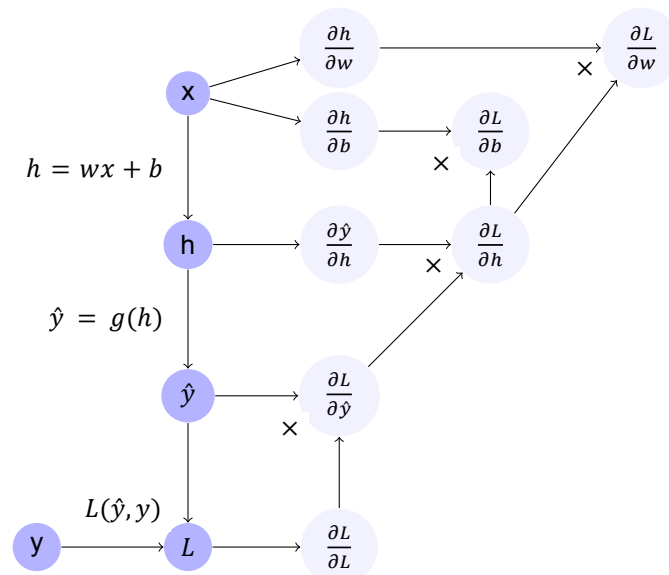 ∂h/∂w
∂L/∂w
×
x
∂h/∂b
∂L/∂b
×
h = wx + b
h
∂ŷ/∂h
∂L/∂h
×
ŷ = g(h)
ŷ
∂L/∂ŷ
×
L(ŷ, y)
y
L
∂L/∂L